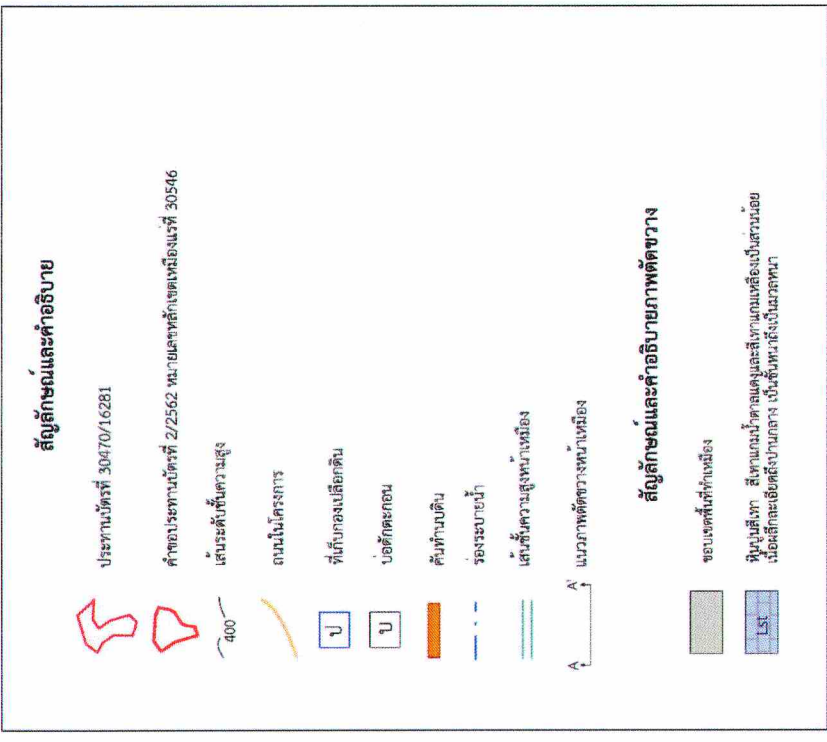 สัญลักษณ์และคำอธิบาย
ประทานบัตรที่ 30470/16281
คำขอประทานบัตรที่ 2/2562 หมายเลขหลักเขตเหมืองแร่ที่ 30546
400 เส้นระดับชั้นความสูง
ถนนในโครงการ
ป ที่เก็บกองเปลือกดิน
บ บ่อดักตะกอน
คันทำนบดิน
ร่องระบายน้ำ
เส้นชั้นความสูงหน้าเหมือง
A A' แนวภาพตัดขวางหน้าเหมือง
สัญลักษณ์และคำอธิบายภาพตัดขวาง
ขอบเขตพื้นที่ทำเหมือง
Lst หินปูนสีเทา สีเทาแกมน้ำตาลแดงและสีเทาแกมเหลืองเป็นส่วนน้อย
เนื้อผลึกละเอียดถึงปานกลาง เป็นชั้นหนาถึงเป็นมวลหนา